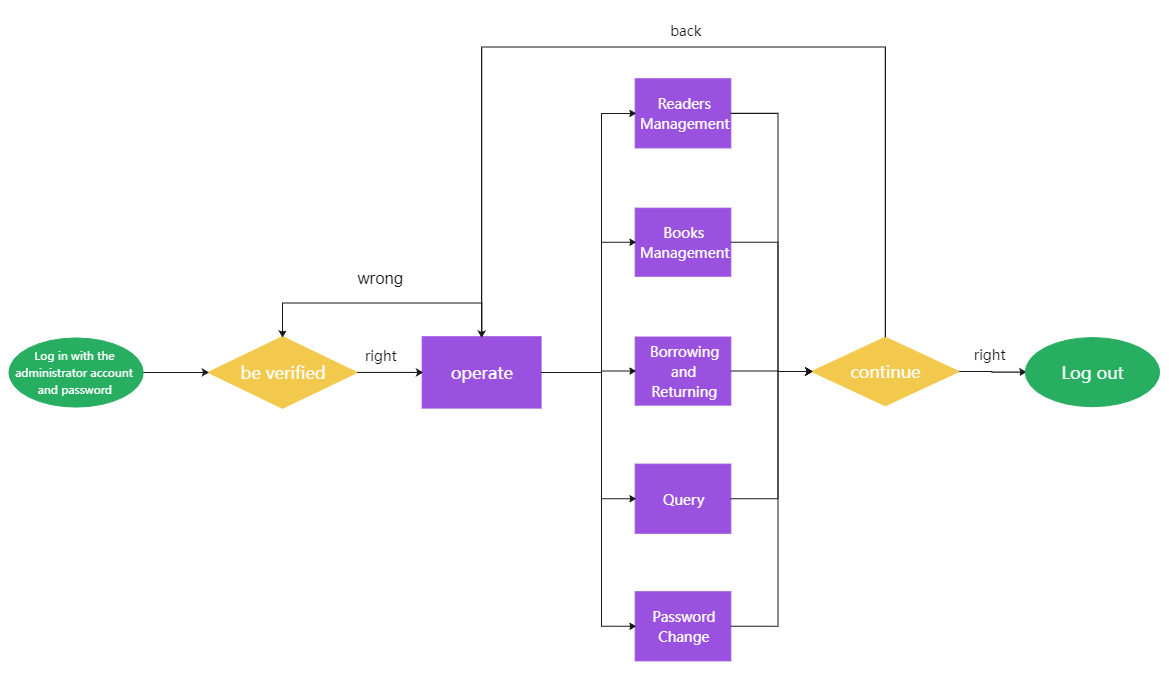 back
Readers
Management
Books
Management
wrong
Log in with the
administrator account
and password
be verified
right
operate
Borrowing
and
Returning
continue
right
Log out
Query
Password
Change